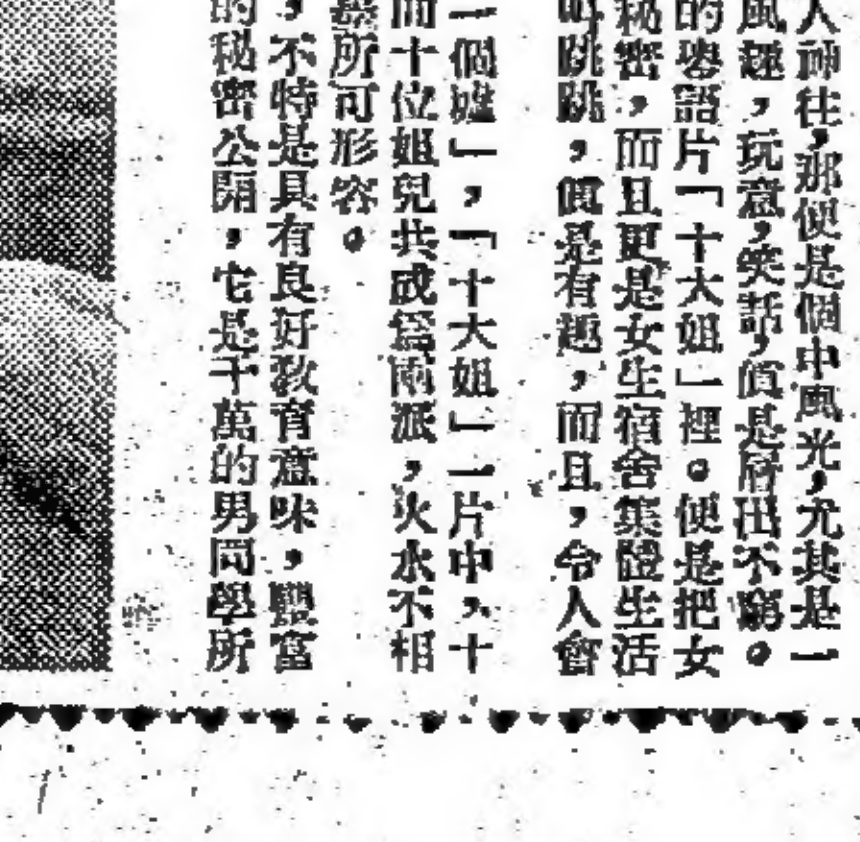 人神往，那便是個中風光，尤其是一
風趣，玩意，笑話，眞是層出不窮。
的粵語片「十大姐」裡。便是把女
秘密，而且更是女生宿舍集體生活
叫跳跳，眞是有趣，而且，令人會
一個墟」，「十大姐」一片中，十
而十位姐兒共成爲兩派，火水不相
所可形容。
，不特是具有良好敎育意味，豐富
的秘密公開，它是千萬的男同學所